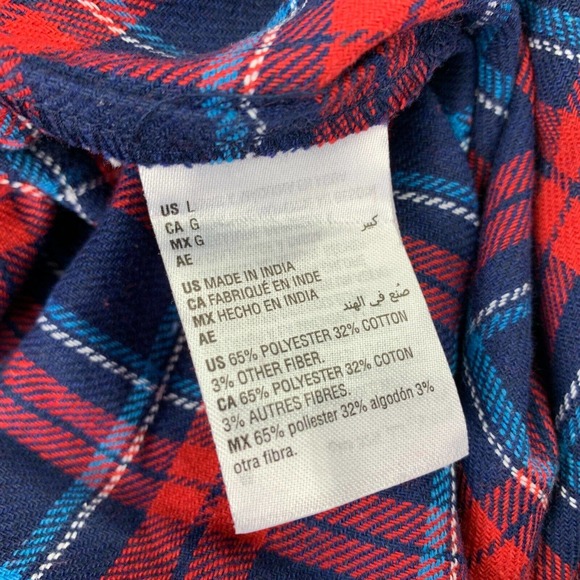 US L
CA G
MX G
AE كبير
US MADE IN INDIA
CA FABRIQUÉ EN INDE
MX HECHO EN INDIA
AE صُنع في الهند
US 65% POLYESTER 32% COTTON
3% OTHER FIBER.
CA 65% POLYESTER 32% COTON
3% AUTRES FIBRES.
MX 65% poliester 32% algodón 3%
otra fibra.